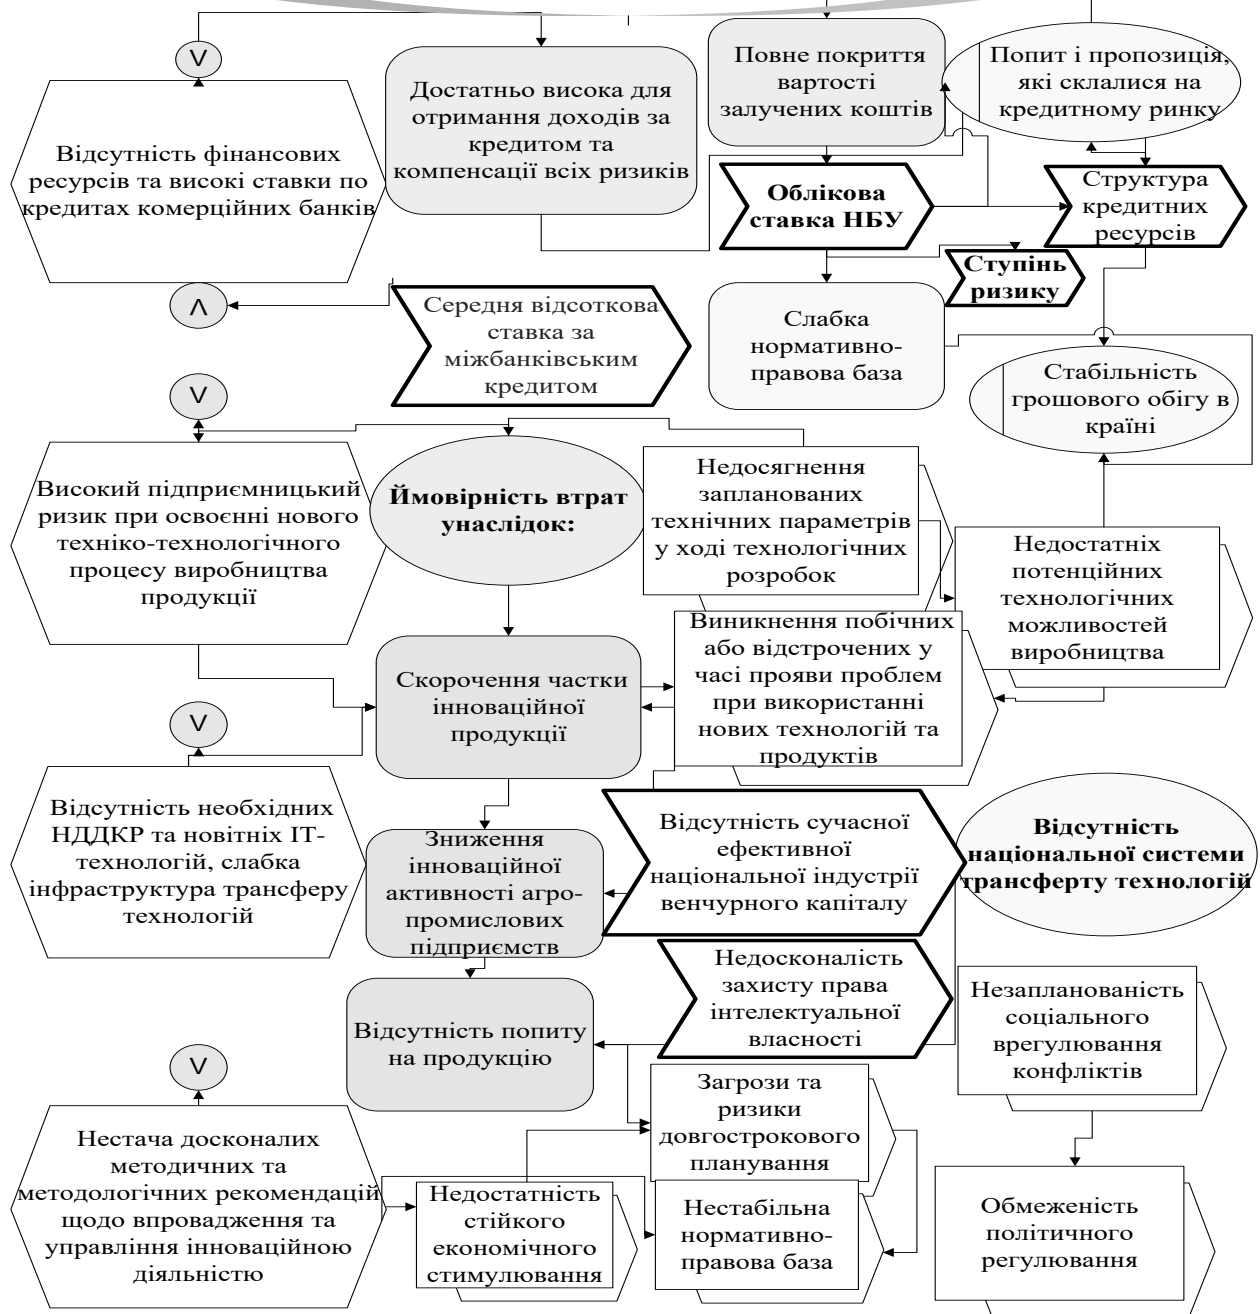 V
Достатньо висока для
отримання доходів за
кредитом та
компенсації всіх ризиків
Повне покриття
вартості
залучених коштів
Попит і пропозиція,
які склалися на
кредитному ринку
Відсутність фінансових
ресурсів та високі ставки по
кредитах комерційних банків
Облікова
ставка НБУ
Структура
кредитних
ресурсів
Ступінь
ризику
Λ
Середня відсоткова
ставка за
міжбанківським
кредитом
Слабка
нормативно-
правова база
Стабільність
грошового обігу в
країні
V
Високий підприємницький
ризик при освоєнні нового
техніко-технологічного
процесу виробництва
продукції
Ймовірність втрат
унаслідок:
Недосягнення
запланованих
технічних параметрів
у ході технологічних
розробок
Недостатніх
потенційних
технологічних
можливостей
виробництва
Скорочення частки
інноваційної
продукції
Виникнення побічних
або відстрочених у
часі прояви проблем
при використанні
нових технологій та
продуктів
V
Відсутність необхідних
НДДКР та новітніх ІТ-
технологій, слабка
інфраструктура трансферу
технологій
Зниження
інноваційної
активності агро-
промислових
підприємств
Відсутність сучасної
ефективної
національної індустрії
венчурного капіталу
Відсутність
національної системи
трансферту технологій
Відсутність попиту
на продукцію
Недосконалість
захисту права
інтелектуальної
власності
Незапланованість
соціального
врегулювання
конфліктів
V
Нестача досконалих
методичних та
методологічних рекомендацій
щодо впровадження та
управління інноваційною
діяльністю
Недостатність
стійкого
економічного
стимулювання
Загрози та
ризики
довгострокового
планування
Нестабільна
нормативно-
правова база
Обмеженість
політичного
регулювання